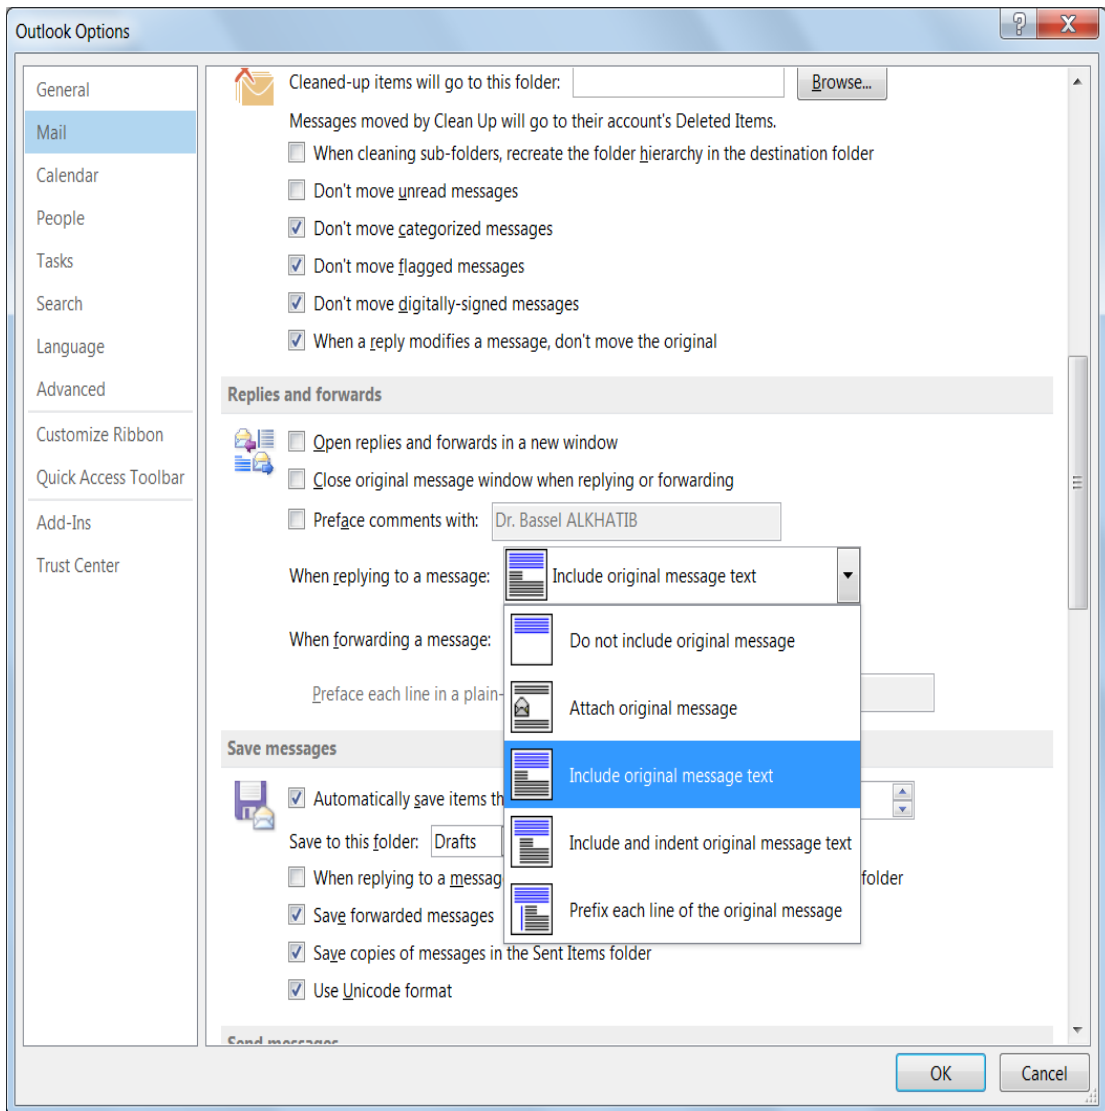 Outlook Options
General
Mail
Calendar
People
Tasks
Search
Language
Advanced
Customize Ribbon
Quick Access Toolbar
Add-Ins
Trust Center
Cleaned-up items will go to this folder:
Browse...
Messages moved by Clean Up will go to their account's Deleted Items.
When cleaning sub-folders, recreate the folder hierarchy in the destination folder
Don't move unread messages
Don't move categorized messages
Don't move flagged messages
Don't move digitally-signed messages
When a reply modifies a message, don't move the original
Replies and forwards
Open replies and forwards in a new window
Close original message window when replying or forwarding
Preface comments with: Dr. Bassel ALKHATIB
When replying to a message: Include original message text
When forwarding a message:
Do not include original message
Attach original message
Include original message text
Include and indent original message text
Prefix each line of the original message
Preface each line in a plain-
Save messages
Automatically save items th
Save to this folder: Drafts
When replying to a messag folder
Save forwarded messages
Save copies of messages in the Sent Items folder
Use Unicode format
Send messages
OK
Cancel